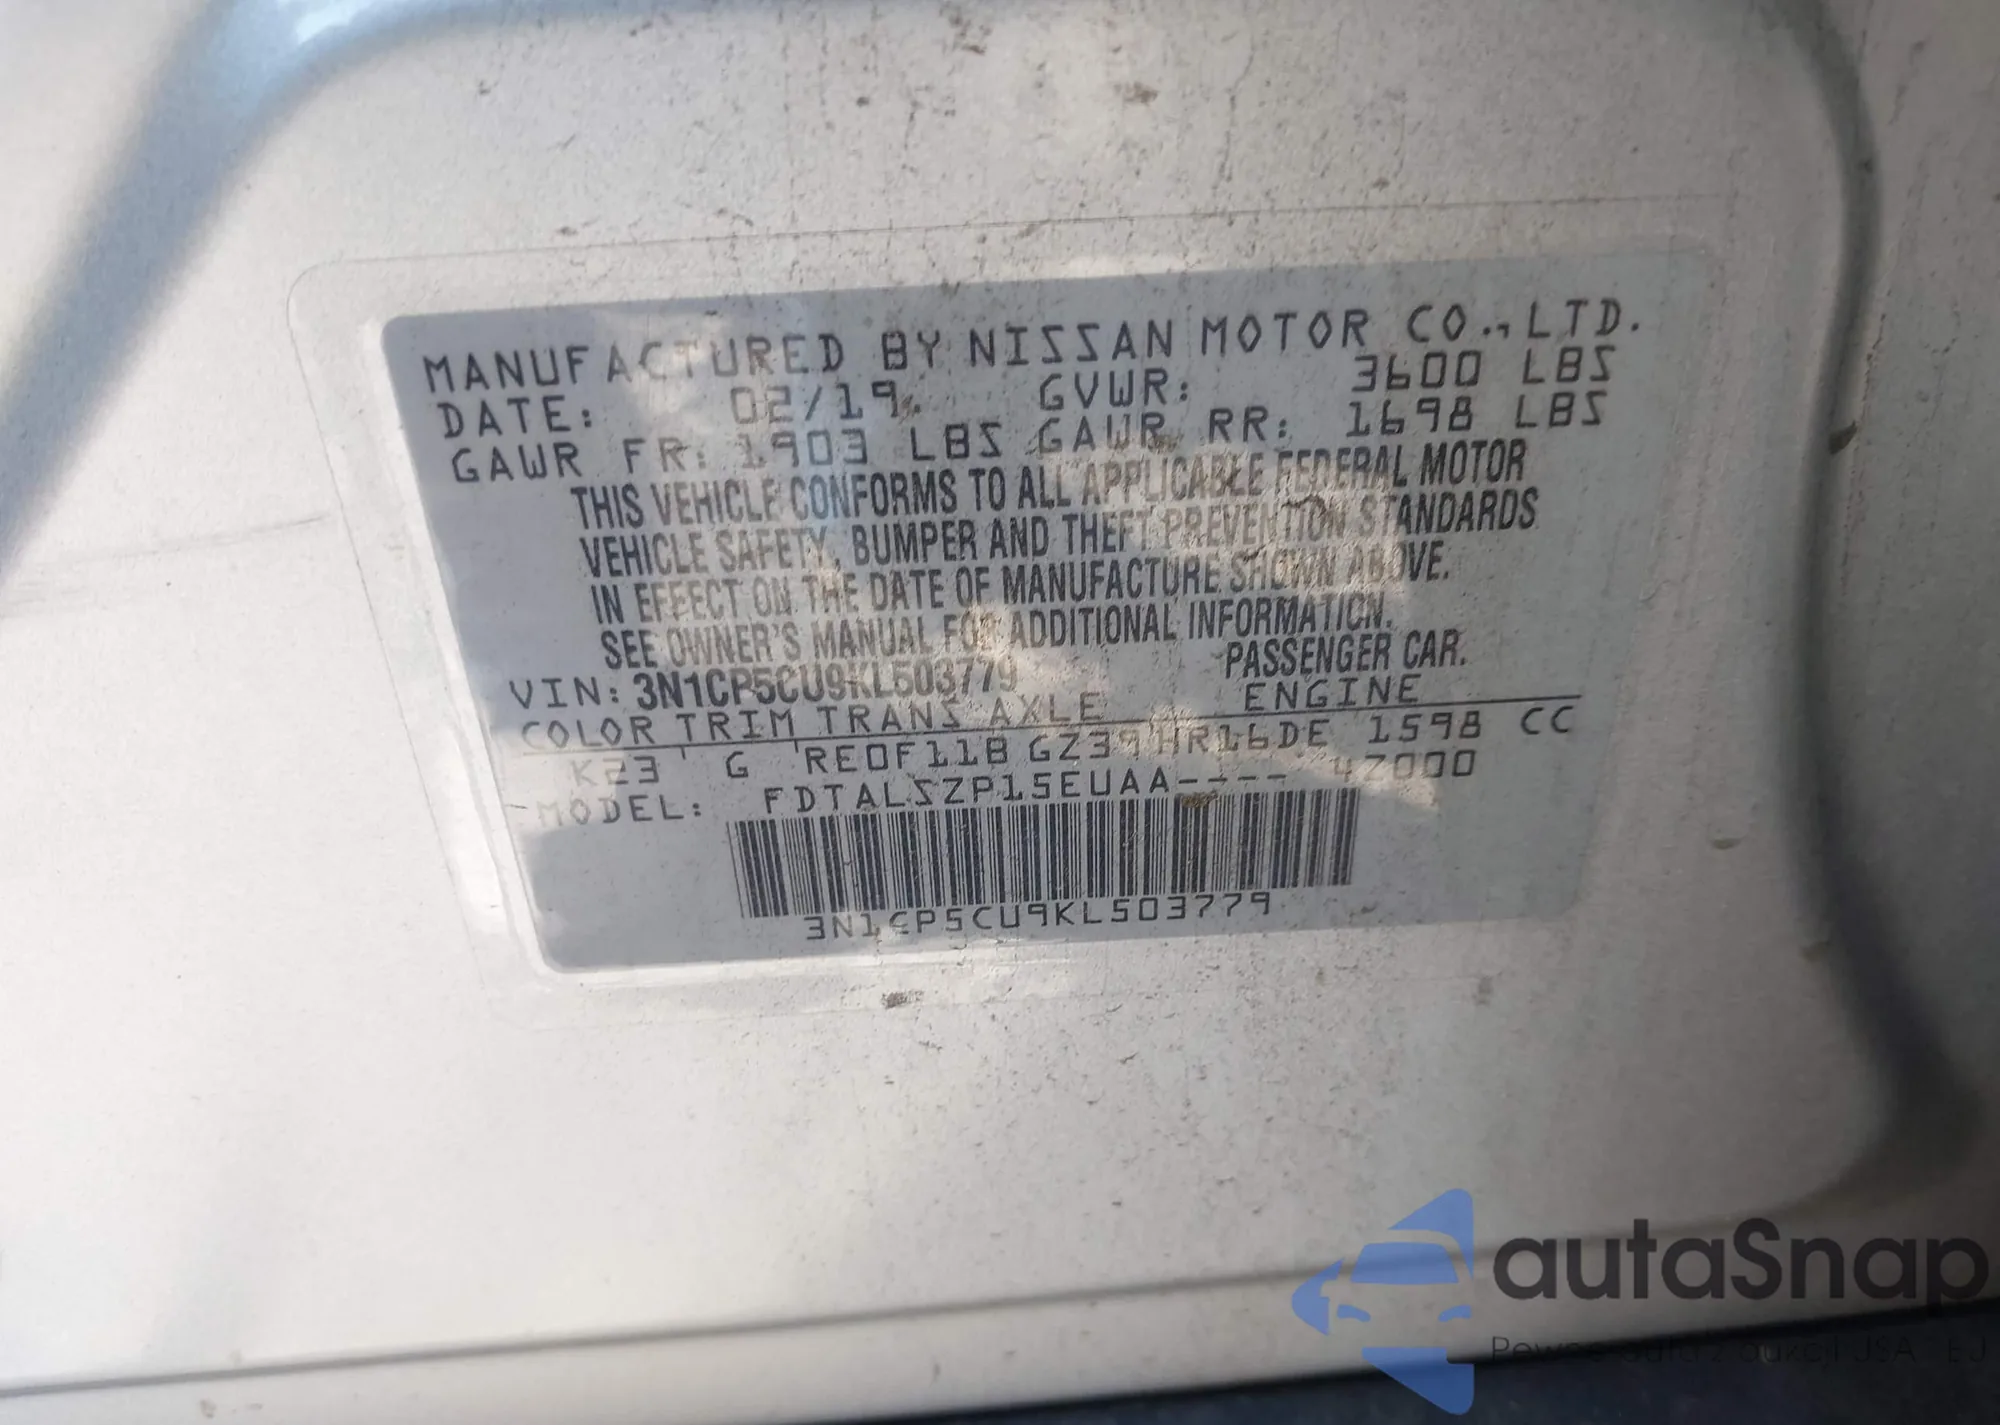 MANUFACTURED BY NISSAN MOTOR CO., LTD.
DATE: 02/19 GVWR: 3600 LBS
GAWR FR: 1903 LBS GAWR RR: 1698 LBS
THIS VEHICLE CONFORMS TO ALL APPLICABLE FEDERAL MOTOR
VEHICLE SAFETY, BUMPER AND THEFT PREVENTION STANDARDS
IN EFFECT ON THE DATE OF MANUFACTURE SHOWN ABOVE.
SEE OWNER'S MANUAL FOR ADDITIONAL INFORMATION.
PASSENGER CAR.
VIN: 3N1CP5CU9KL503779
COLOR TRIM TRANS AXLE ENGINE
K23 G RE0F11B GZ39 HR16DE 1598 CC
MODEL: FDTALSZP15EUAA---- 4Z000
3N1CP5CU9KL503779
autaSnap